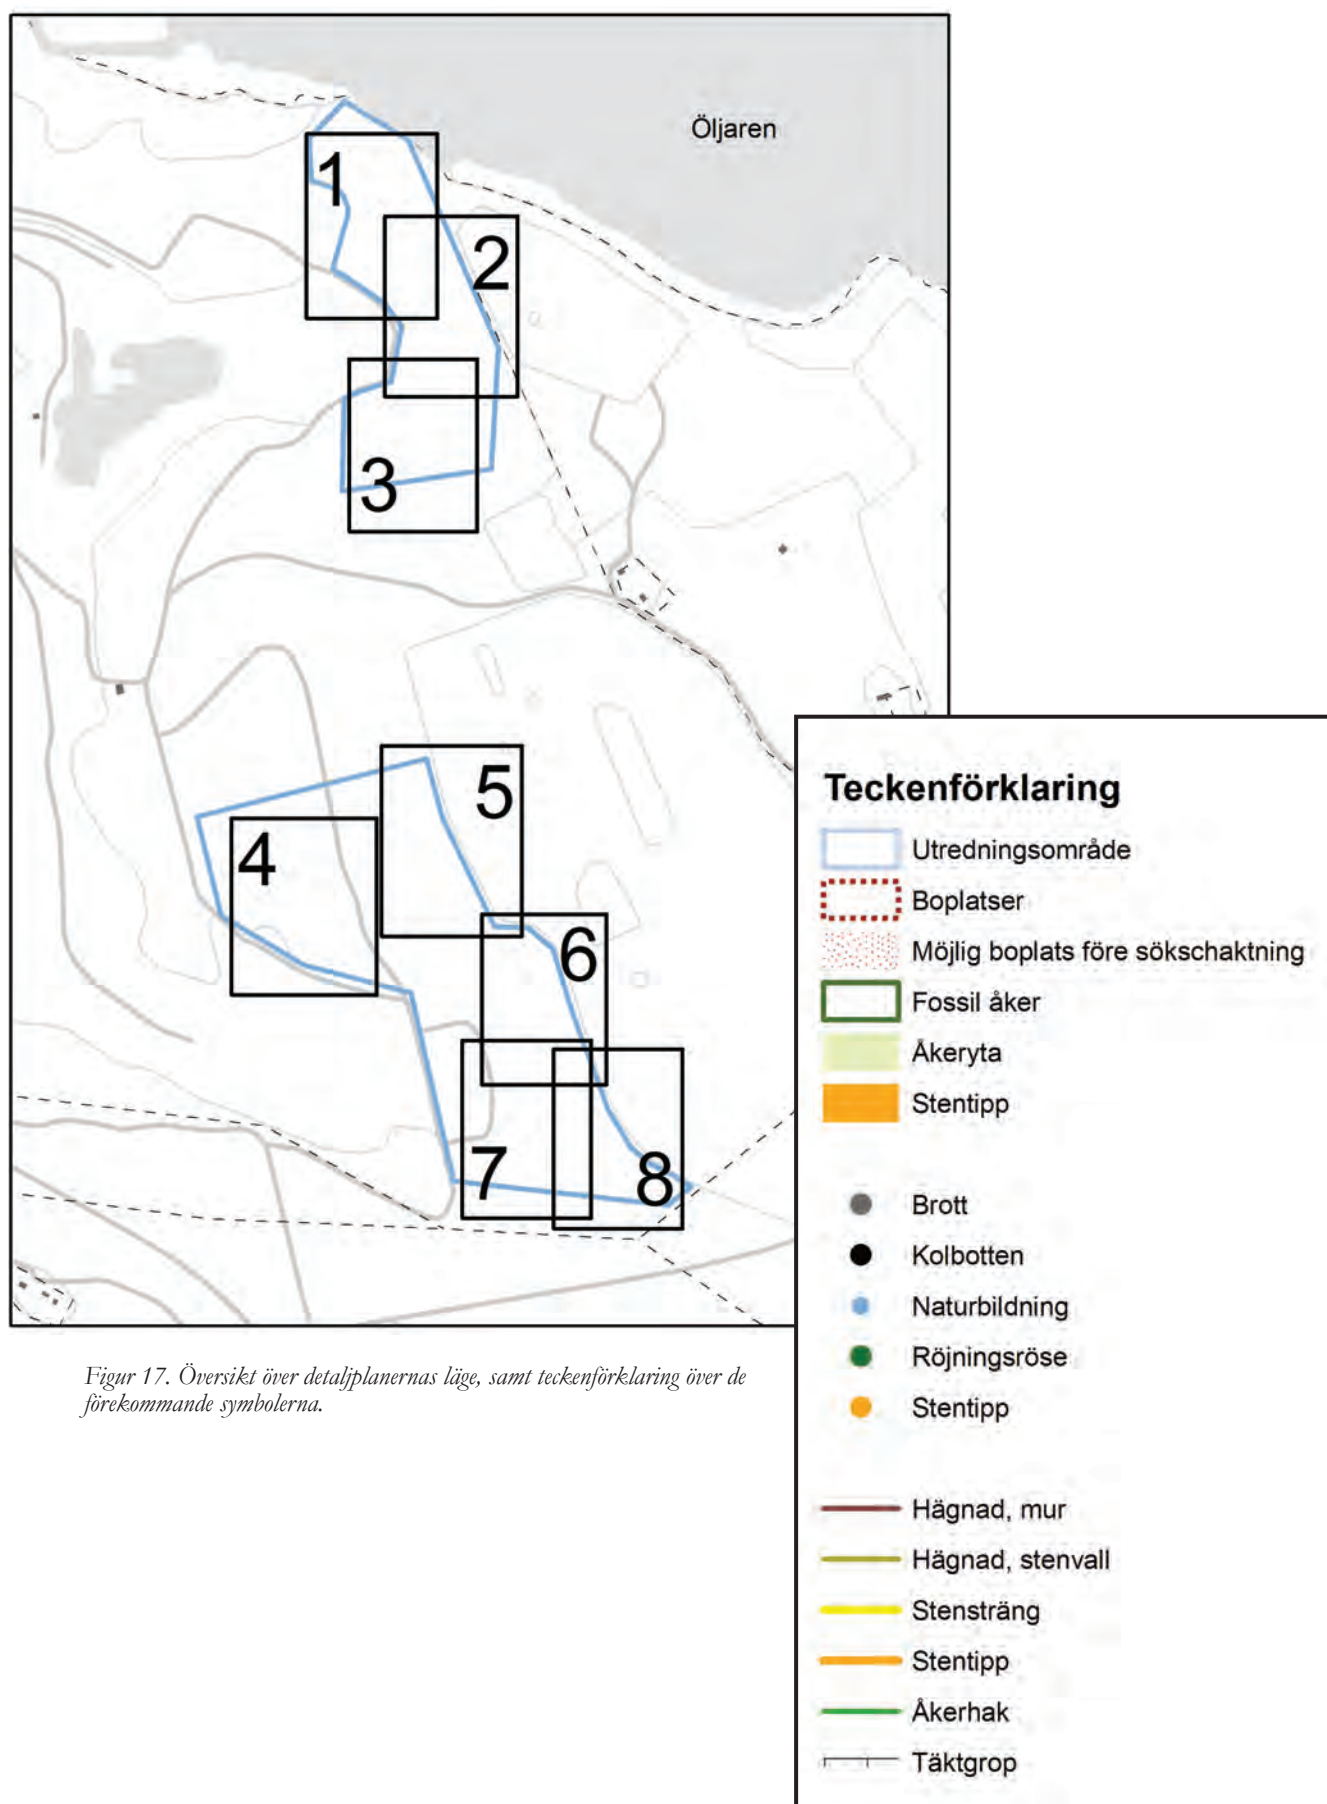 Öljaren
1
2
3
4
5
6
7
8
Teckenförklaring
Utredningsområde
Boplatser
Möjlig boplats före sökschaktning
Fossil åker
Åkeryta
Stentipp
Brott
Kolbotten
Naturbildning
Röjningsröse
Stentipp
Hägnad, mur
Hägnad, stenvall
Stensträng
Stentipp
Åkerhak
Täktgrop
Figur 17. Översikt över detaljplanernas läge, samt teckenförklaring över de
förekommande symbolerna.